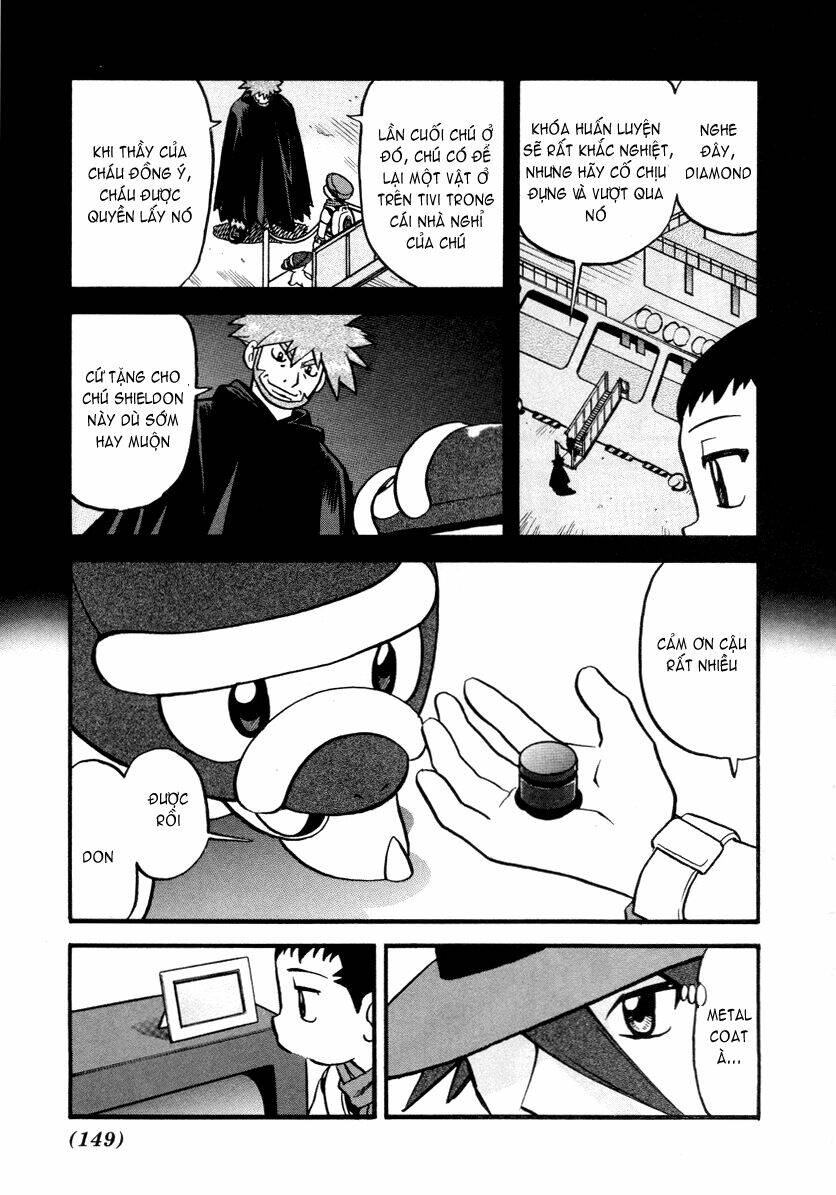 NGHE
ĐÂY,
DIAMOND
KHÓA HUẤN LUYỆN
SẼ RẤT KHẮC NGHIỆT,
NHƯNG HÃY CỐ CHỊU
ĐỰNG VÀ VƯỢT QUA
NÓ
LẦN CUỐI CHÚ Ở
ĐÓ, CHÚ CÓ ĐỂ
LẠI MỘT VẬT Ở
TRÊN TIVI TRONG
CÁI NHÀ NGHỈ
CỦA CHÚ
KHI THẦY CỦA
CHÁU ĐỒNG Ý,
CHÁU ĐƯỢC
QUYỀN LẤY NÓ
CỨ TẶNG CHO
CHÚ SHIELDON
NÀY DÙ SỚM
HAY MUỘN
CẢM ƠN CẬU
RẤT NHIỀU
ĐƯỢC
RỒI
DON
METAL
COAT
À...
(149)